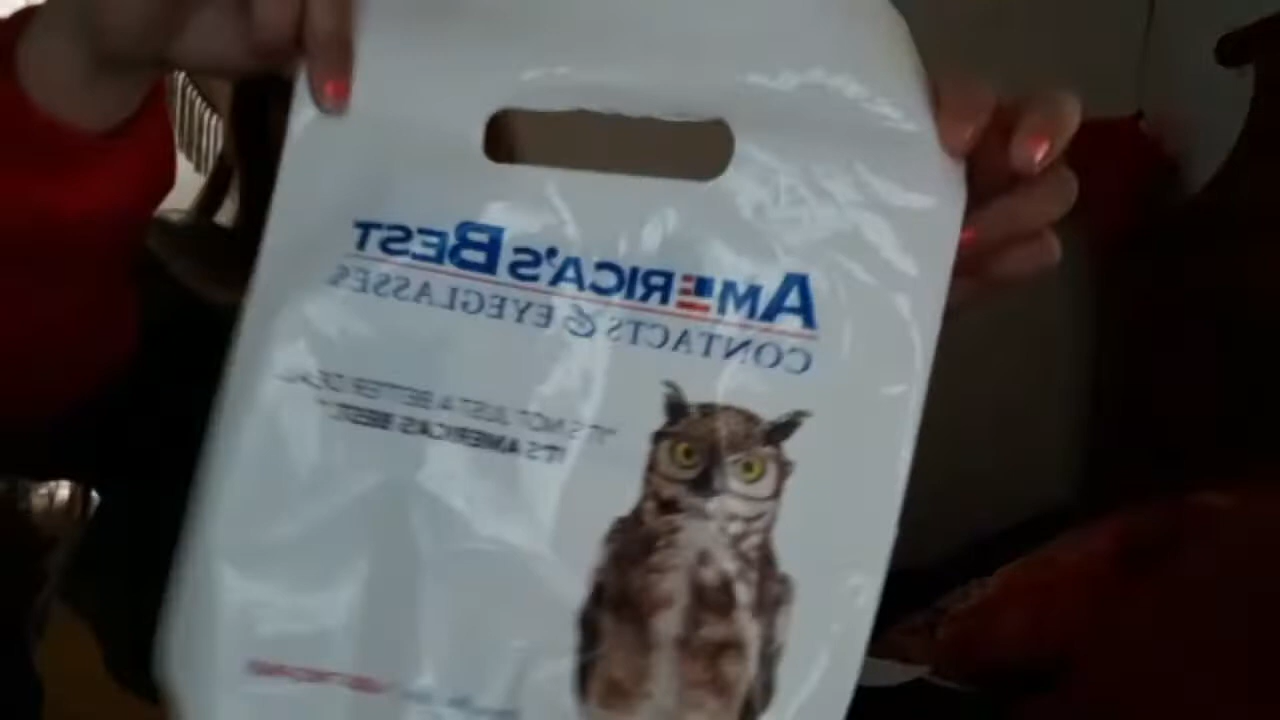 AMERICA'S BEST
CONTACTS & EYEGLASSES
IT'S NOT JUST A BETTER DEAL.
IT'S AMERICA'S BEST.